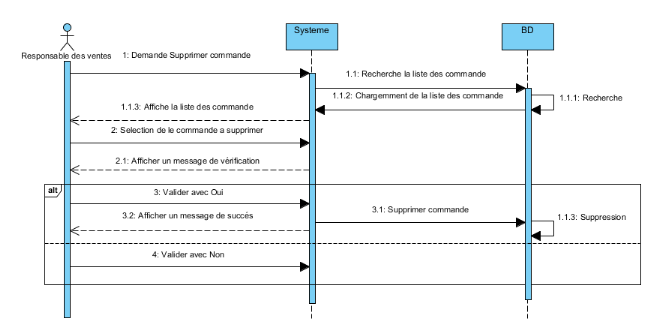 Systeme
BD
Responsable des ventes
1: Demande Supprimer commande
1.1: Recherche la liste des commande
1.1.2: Chargemment de la liste des commande
1.1.1: Recherche
1.1.3: Affiche la liste des commande
2: Selection de le commande a supprimer
2.1: Afficher un message de vérification
alt
3: Valider avec Oui
3.1: Supprimer commande
3.2: Afficher un message de succés
1.1.3: Suppression
4: Valider avec Non